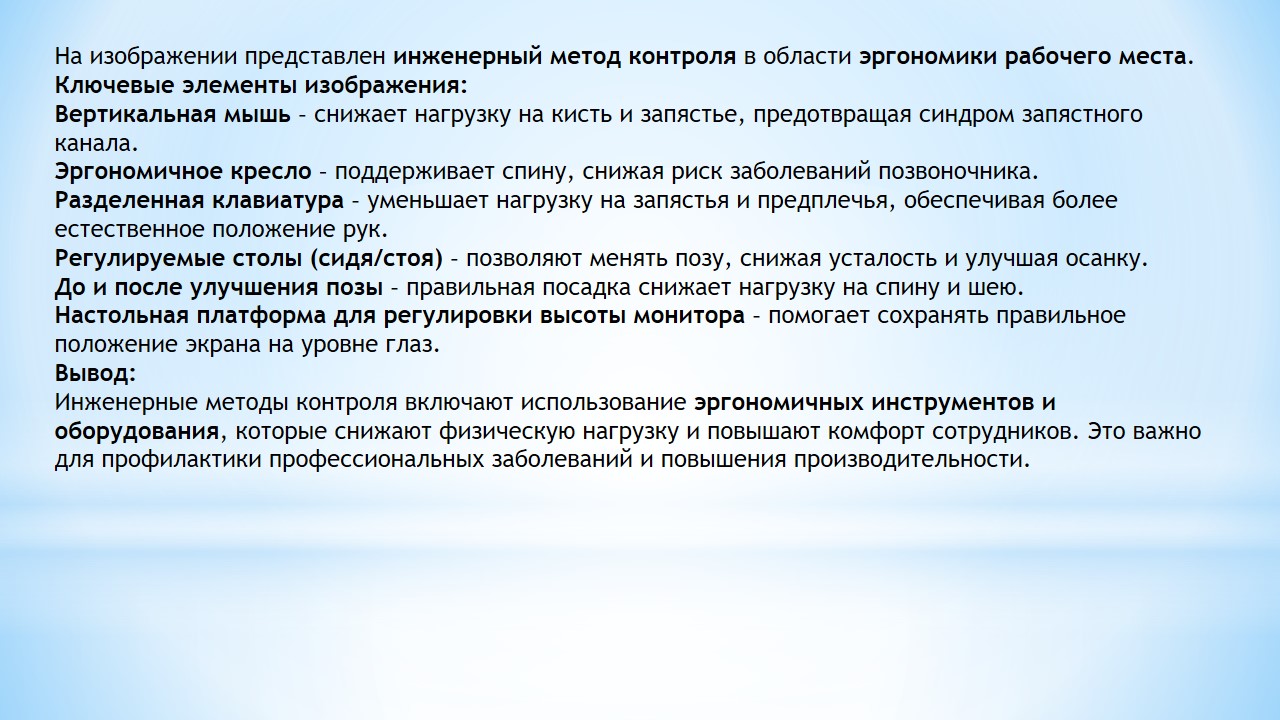 На изображении представлен инженерный метод контроля в области эргономики рабочего места.
Ключевые элементы изображения:
Вертикальная мышь – снижает нагрузку на кисть и запястье, предотвращая синдром запястного
канала.
Эргономичное кресло – поддерживает спину, снижая риск заболеваний позвоночника.
Разделенная клавиатура – уменьшает нагрузку на запястья и предплечья, обеспечивая более
естественное положение рук.
Регулируемые столы (сидя/стоя) – позволяют менять позу, снижая усталость и улучшая осанку.
До и после улучшения позы – правильная посадка снижает нагрузку на спину и шею.
Настольная платформа для регулировки высоты монитора – помогает сохранять правильное
положение экрана на уровне глаз.
Вывод:
Инженерные методы контроля включают использование эргономичных инструментов и
оборудования, которые снижают физическую нагрузку и повышают комфорт сотрудников. Это важно
для профилактики профессиональных заболеваний и повышения производительности.